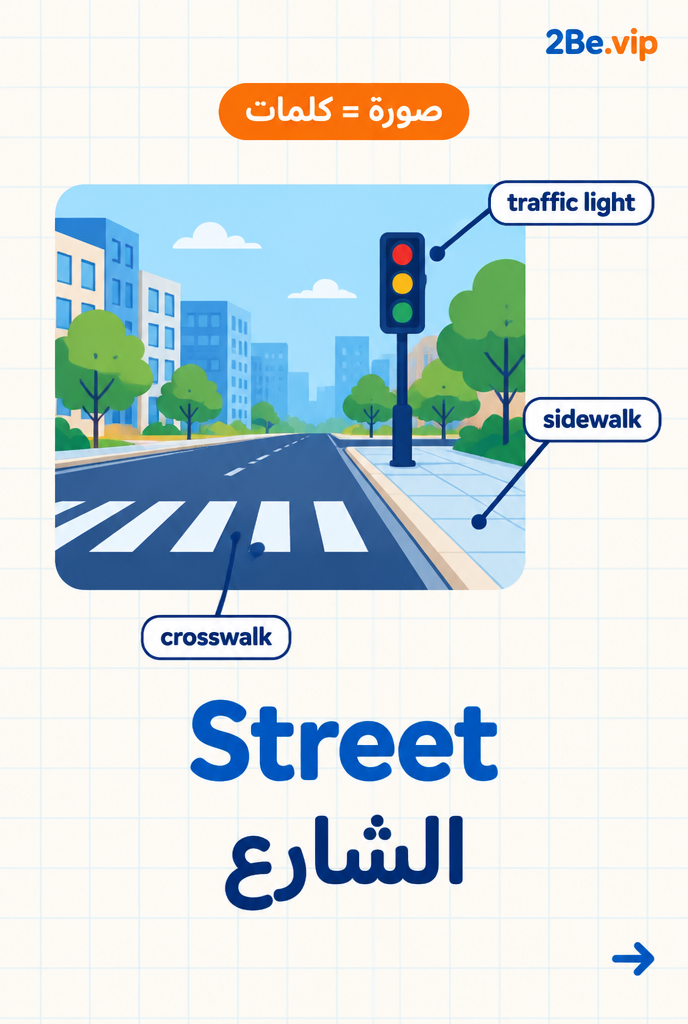 2Be.vip
صورة = كلمات
traffic light
sidewalk
crosswalk
Street
الشارع